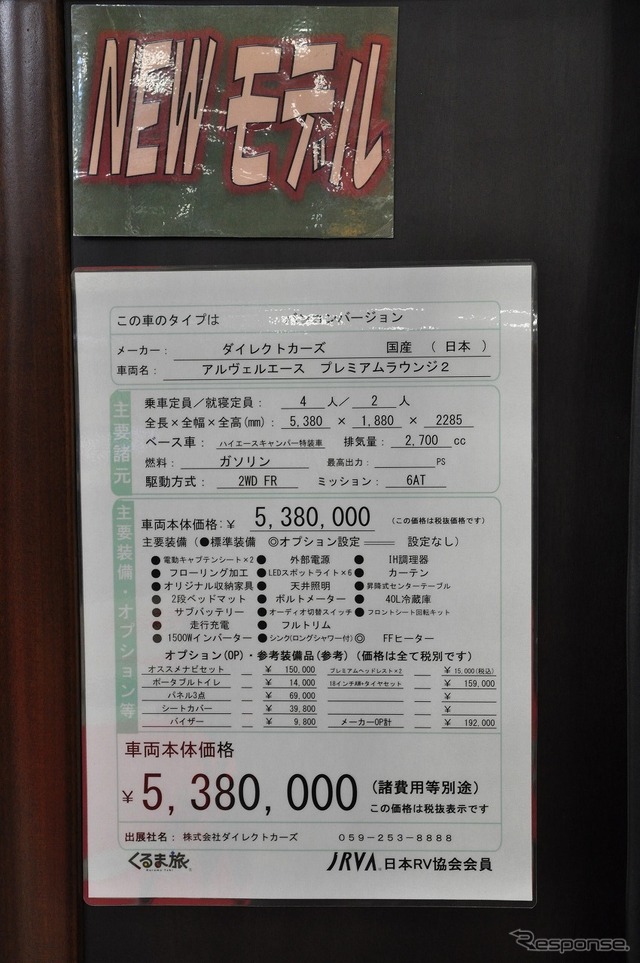 NEW モデル
この車のタイプは バンコンバージョン
メーカー： ダイレクトカーズ 国産 （ 日本 ）
車両名： アルヴェルエース プレミアムラウンジ２
主要諸元
乗車定員／就寝定員： 4 人／ 2 人
全長×全幅×全高(mm)： 5,380 × 1,880 × 2285
ベース車： ハイエースキャンパー特装車 排気量： 2,700 cc
燃料： ガソリン 最高出力： PS
駆動方式： 2WD FR ミッション： 6AT
主要装備・オプション等
車両本体価格：￥ 5,380,000 （この価格は税抜価格です）
主要装備（●標準装備 ◎オプション設定 ＝＝ 設定なし）
●電動キャプテンシート×2 ● 外部電源 ● IH調理器
● フローリング加工 ●LEDスポットライト×6 ● カーテン
●オリジナル収納家具 ● 天井照明 ●昇降式センターテーブル
● 2段ベッドマット ● ボルトメーター ● 40L冷蔵庫
● サブバッテリー ●オーディオ切替スイッチ ●フロントシート回転キット
● 走行充電 ● フルトリム
● 1500Wインバーター ●シンク(ロングシャワー付) ◎ FFヒーター
オプション(OP)・参考装備品(参考)（価格は全て税別です）
オススメナビセット ― ￥ 150,000 プレミアムヘッドレスト×2 ― ￥ 15,000(税込)
ポータブルトイレ ― ￥ 14,000 18インチAW+タイヤセット ― ￥ 159,000
パネル3点 ― ￥ 69,000 ― ￥
シートカバー ― ￥ 39,800 ― ￥
バイザー ― ￥ 9,800 メーカーOP計 ― ￥ 192,000
車両本体価格
￥5,380,000 （諸費用等別途）
この価格は税抜表示です
出展社名： 株式会社ダイレクトカーズ 059-253-8888
くるま旅 JRVA 日本RV協会会員
Response.